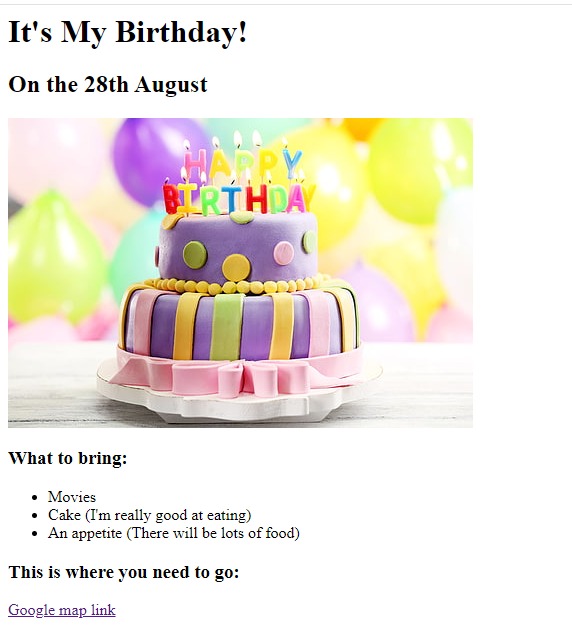 It's My Birthday!
On the 28th August
HAPPY
BIRTHDAY
What to bring:
Movies
Cake (I'm really good at eating)
An appetite (There will be lots of food)
This is where you need to go:
Google map link